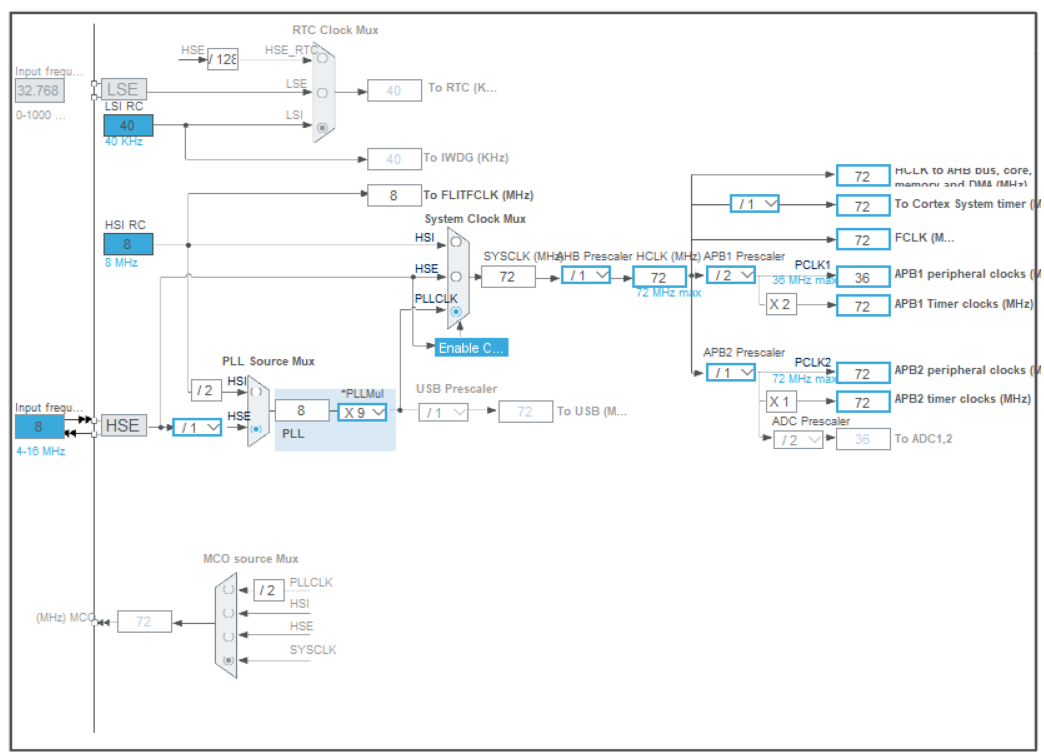 RTC Clock Mux
HSE
/ 128
HSE_RTC
Input frequ...
32.768
LSE
LSE
40
To RTC (K...
0-1000 ...
LSI RC
40
LSI
40 KHz
40
To IWDG (KHz)
8
To FLITFCLK (MHz)
HCLK to AHB bus, core,
memory and DMA (MHz)
72
/ 1
72
To Cortex System timer (M
System Clock Mux
HSI RC
8
8 MHz
HSI
72
FCLK (M...
SYSCLK (MHz)
AHB Prescaler
HCLK (MHz)
APB1 Prescaler
HSE
72
/ 1
72
72 MHz max
/ 2
PCLK1
36 MHz max
36
APB1 peripheral clocks (M
PLLCLK
X 2
72
APB1 Timer clocks (MHz)
Enable C...
PLL Source Mux
APB2 Prescaler
/ 1
PCLK2
72 MHz max
72
APB2 peripheral clocks (M
/ 2
HSI
*PLLMul
USB Prescaler
X 1
72
APB2 timer clocks (MHz)
Input frequ...
8
HSE
/ 1
HSE
8
X 9
PLL
/ 1
72
To USB (M...
ADC Prescaler
/ 2
36
To ADC1,2
4-16 MHz
MCO source Mux
/ 2
PLLCLK
HSI
(MHz) MCO
72
HSE
SYSCLK